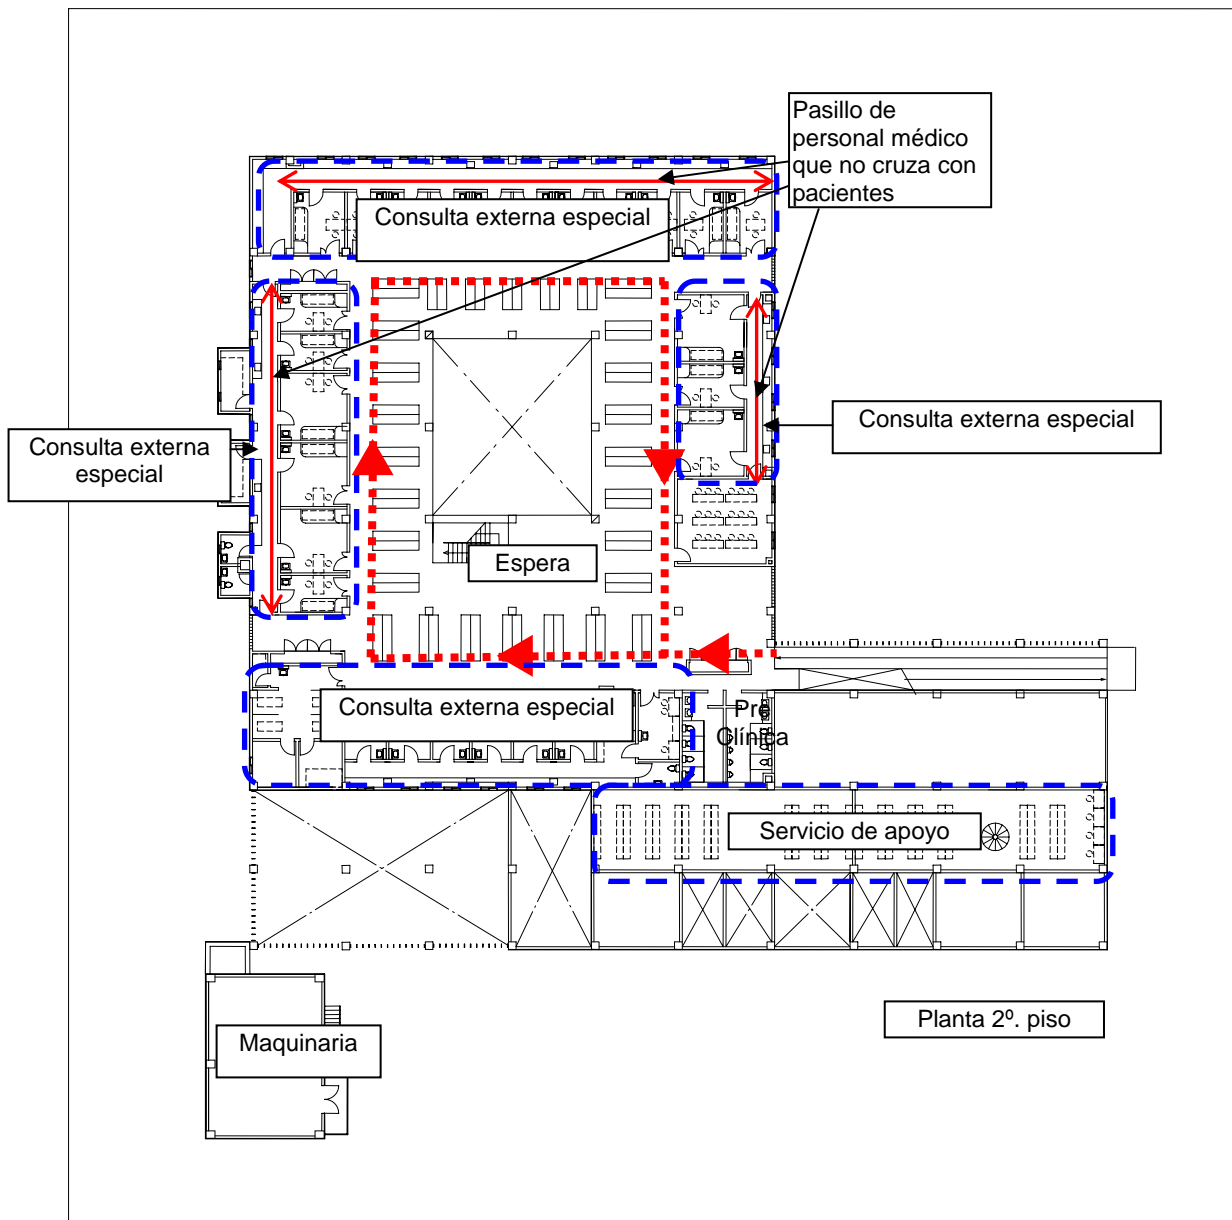 Pasillo de
personal médico
que no cruza con
pacientes
Consulta externa especial
Consulta externa especial
Consulta externa
especial
Espera
Consulta externa especial
Pre
Clínica
Servicio de apoyo
Planta 2º. piso
Maquinaria